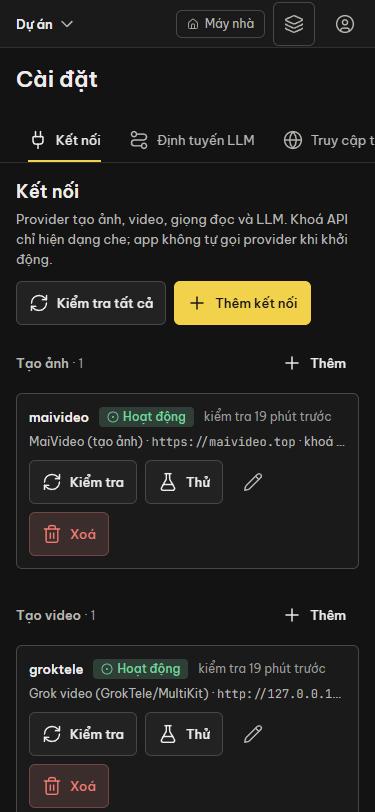 Dự án
Máy nhà
Cài đặt
Kết nối
Định tuyến LLM
Truy cập t
Kết nối
Provider tạo ảnh, video, giọng đọc và LLM. Khoá API
chỉ hiện dạng che; app không tự gọi provider khi khởi
động.
Kiểm tra tất cả
Thêm kết nối
Tạo ảnh · 1
Thêm
maivideo
Hoạt động
kiểm tra 19 phút trước
MaiVideo (tạo ảnh) · https://maivideo.top · khoá ...
Kiểm tra
Thử
Xoá
Tạo video · 1
Thêm
groktele
Hoạt động
kiểm tra 19 phút trước
Grok video (GrokTele/MultiKit) · http://127.0.0.1...
Kiểm tra
Thử
Xoá